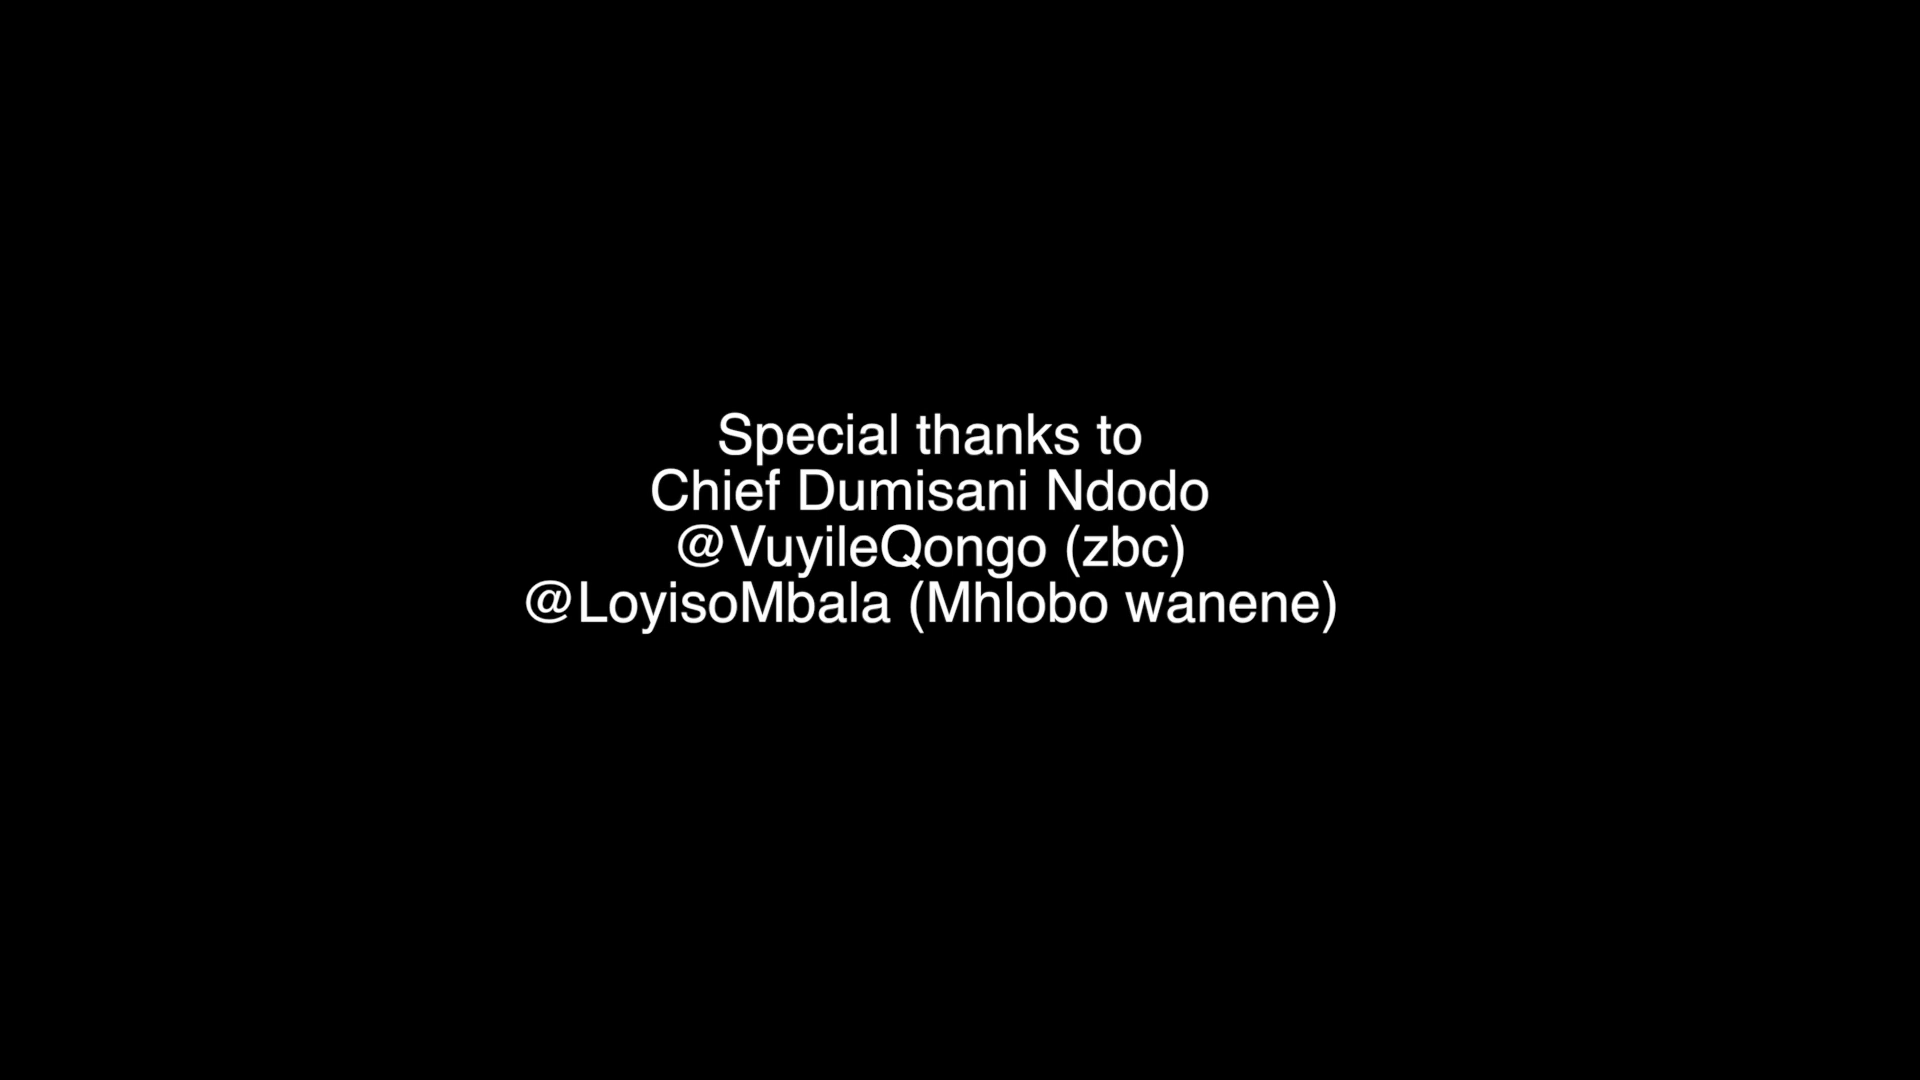 Special thanks to
Chief Dumisani Ndodo
@VuyileQongo (zbc)
@LoyisoMbala (Mhlobo wanene)